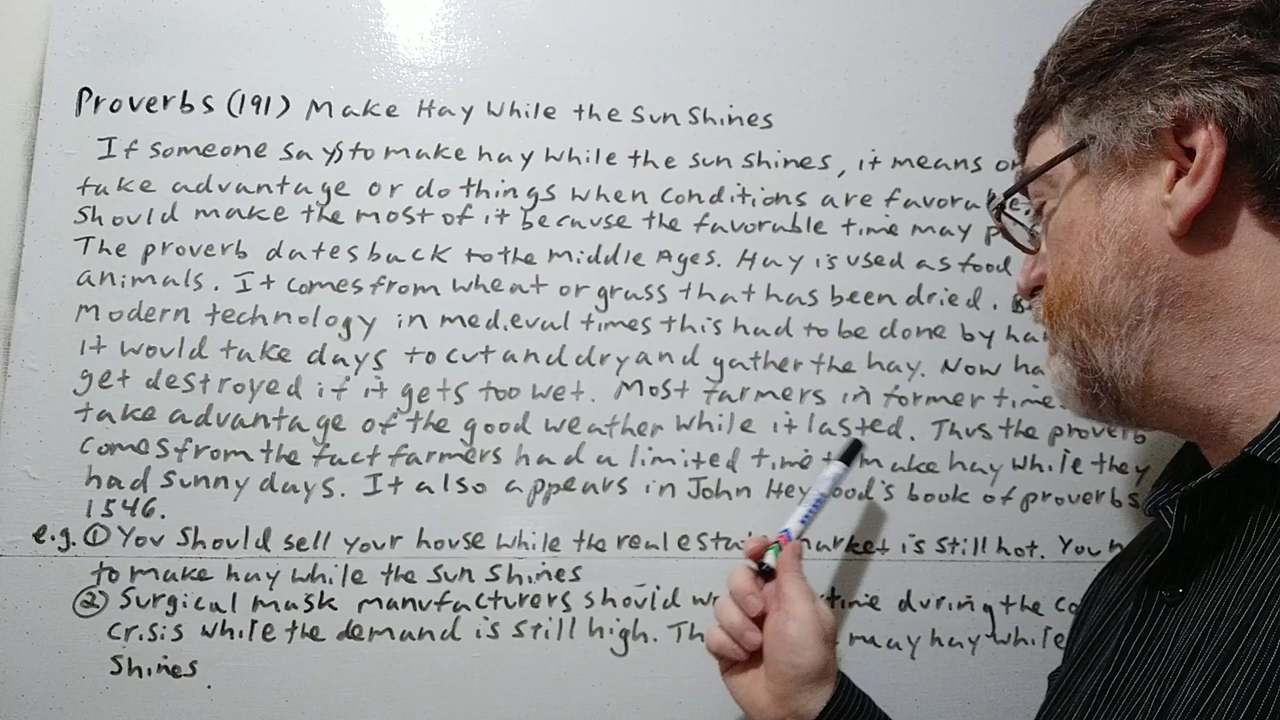 Proverbs (191) Make Hay While the Sun Shines
If someone says to make hay while the sun shines, it means
take advantage or do things when conditions are favorable.
Should make the most of it because the favorable time may
The proverb dates back to the Middle Ages. Hay is used as food
animals. It comes from wheat or grass that has been dried.
Modern technology in medieval times this had to be done by
it would take days to cut and dry and gather the hay. Now
get destroyed if it gets too wet. Most farmers in former
take advantage of the good weather while it lasted. Thus the proverb
comes from the fact farmers had a limited time make hay while they
had sunny days. It also appears in John Heywood's book of proverbs
1546.
e.g. ① You should sell your house while the real estate market is still hot. You
to make hay while the sun shines
② Surgical mask manufacturers should time during the
crisis while the demand is still high. may hay while
shines.